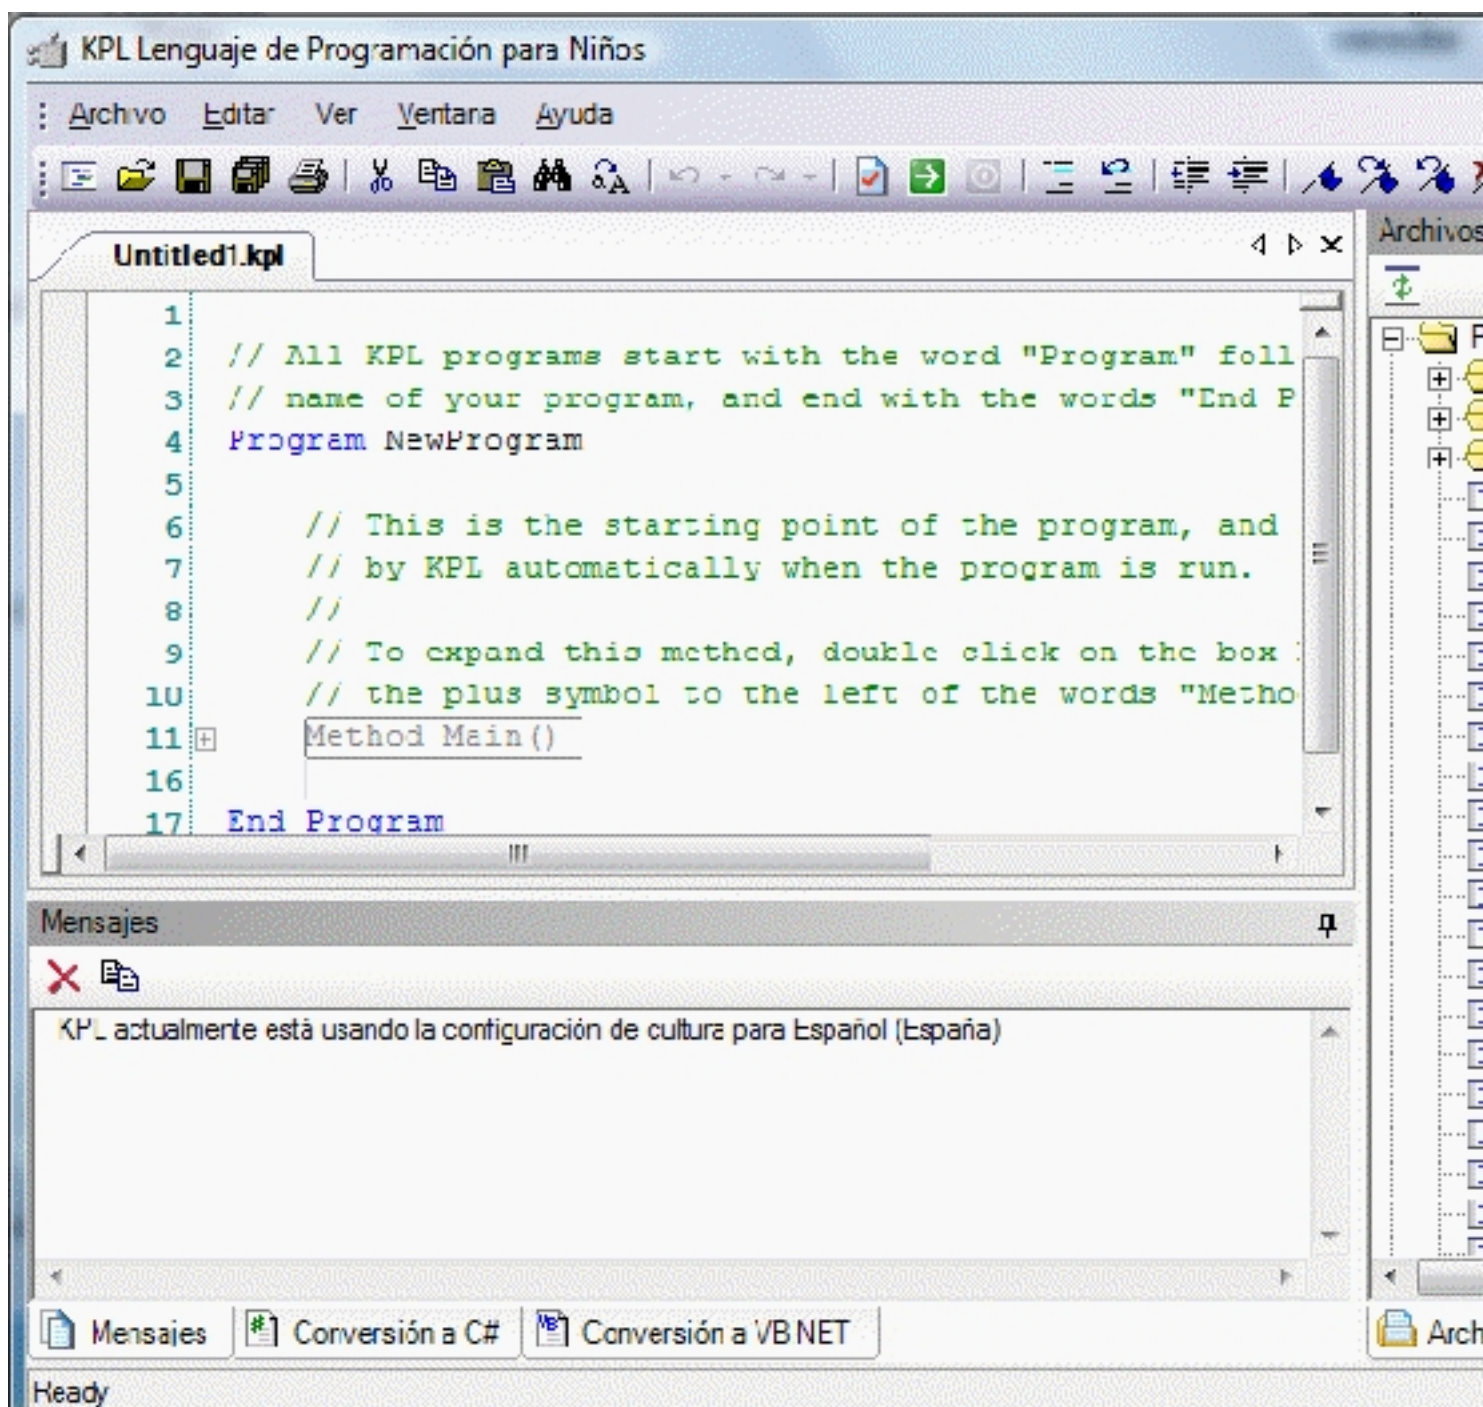 KPL Lenguaje de Programación para Niños
Archivo Editar Ver Ventana Ayuda
Untitled1.kpl
Archivos
1
2 // All KPL programs start with the word "Program" foll
3 // name of your program, and end with the words "End P
4 Program NewProgram
5
6 // This is the starting point of the program, and
7 // by KPL automatically when the program is run.
8 //
9 // To expand this method, double click on the box
10 // the plus symbol to the left of the words "Metho
11 Method Main()
16
17 End Program
Mensajes
KPL actualmente está usando la configuración de cultura para Español (España)
Mensajes Conversión a C# Conversión a VB NET
Arch
Ready